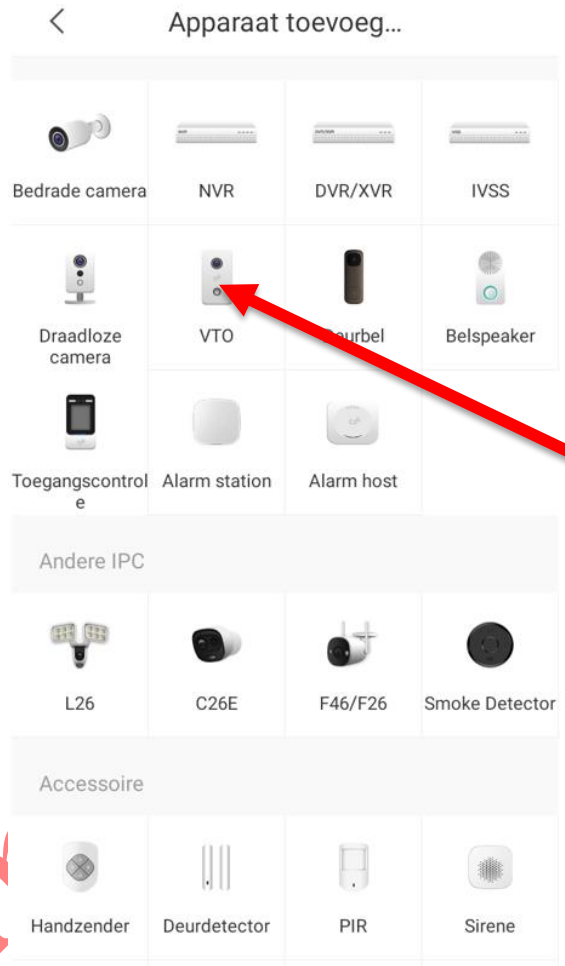 Apparaat toevoeg...
Bedrade camera
NVR
DVR/XVR
IVSS
Draadloze
camera
VTO
Deurbel
Belspeaker
Toegangscontrol
e
Alarm station
Alarm host
Andere IPC
L26
C26E
F46/F26
Smoke Detector
Accessoire
Handzender
Deurdetector
PIR
Sirene